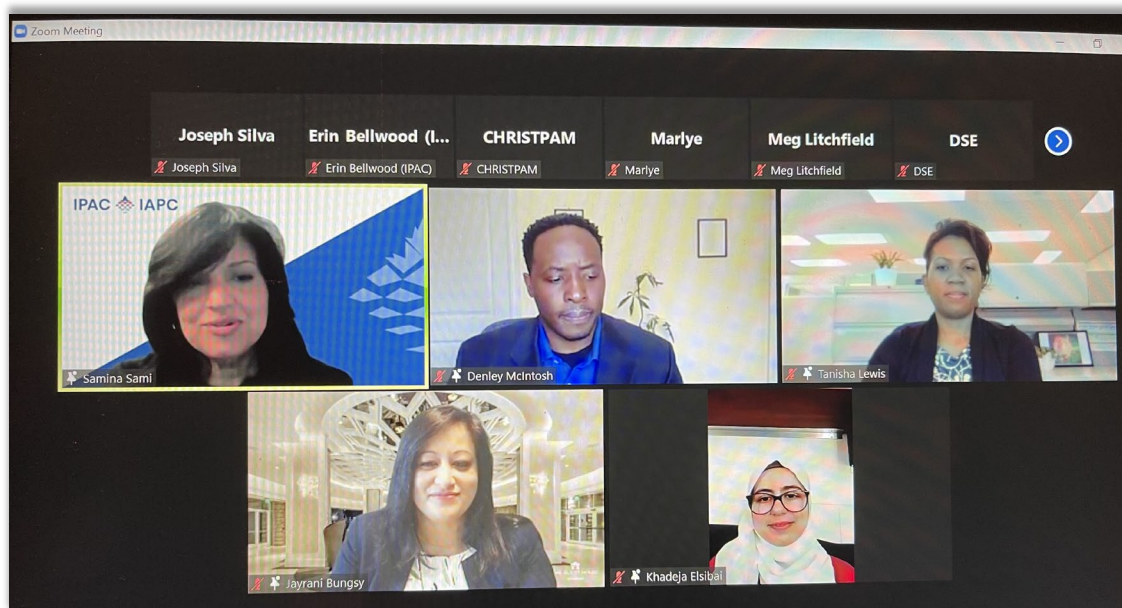 Zoom Meeting
Joseph Silva
Erin Bellwood (I...
CHRISTPAM
Marlye
Meg Litchfield
DSE
Joseph Silva
Erin Bellwood (IPAC)
CHRISTPAM
Marlye
Meg Litchfield
DSE
IPAC IAPC
Samina Sami
Denley McIntosh
Tanisha Lewis
Jayrani Bungsy
Khadeja Elsibai